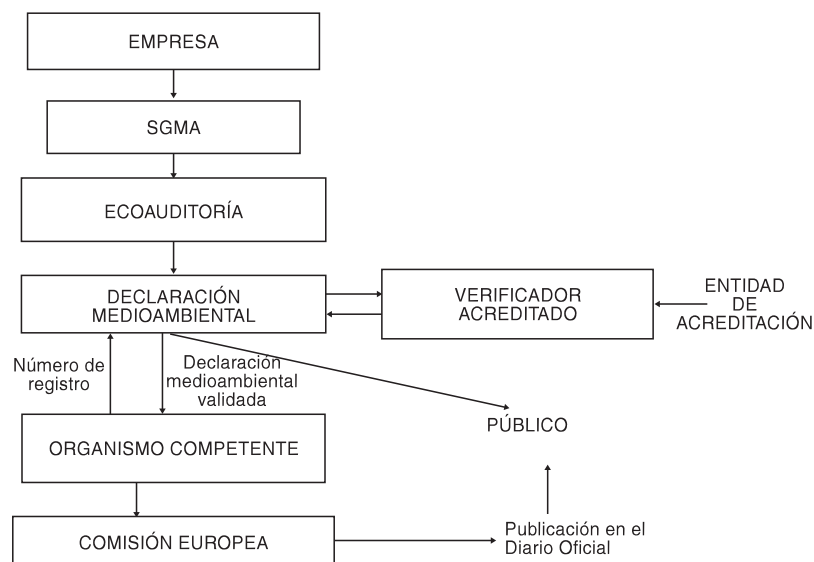 EMPRESA
SGMA
ECOAUDITORÍA
DECLARACIÓN
MEDIOAMBIENTAL
VERIFICADOR
ACREDITADO
ENTIDAD
DE
ACREDITACIÓN
Número de
registro
Declaración
medioambental
validada
PÚBLICO
ORGANISMO COMPETENTE
COMISIÓN EUROPEA
Publicación en el
Diario Oficial